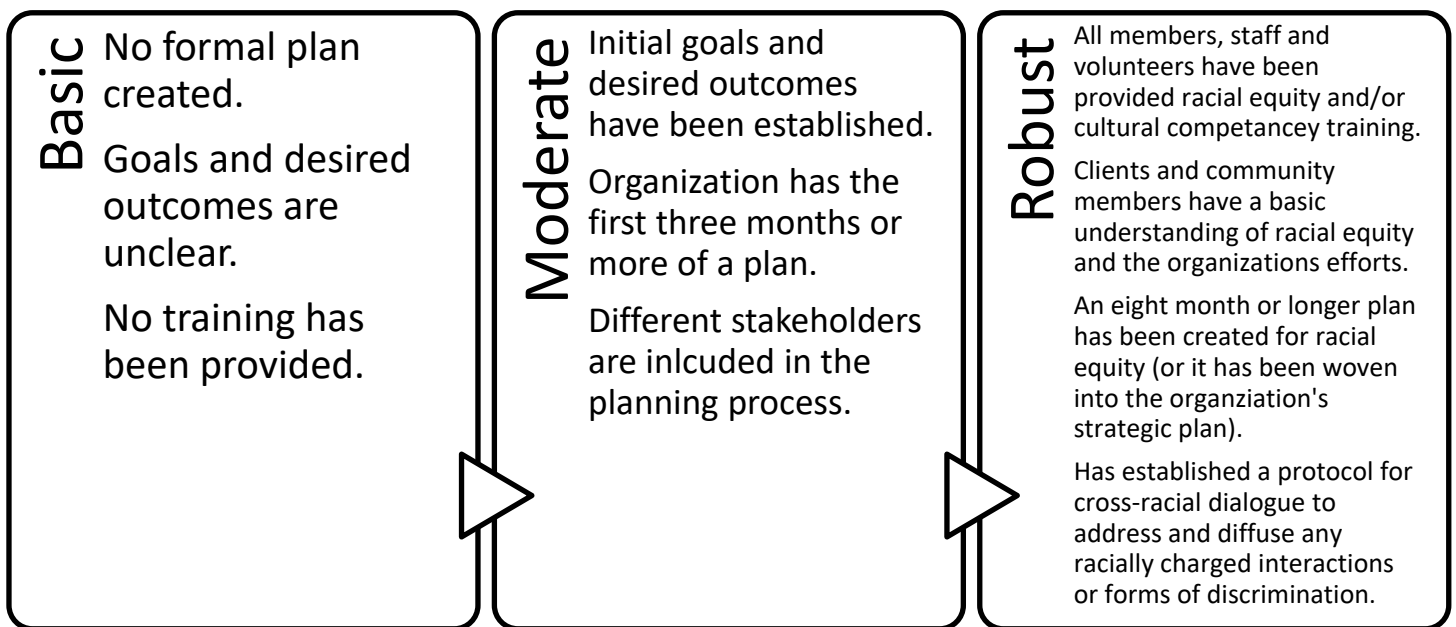 Basic
No formal plan
created.
Goals and desired
outcomes are
unclear.
No training has
been provided.
Moderate
Initial goals and
desired outcomes
have been established.
Organization has the
first three months or
more of a plan.
Different stakeholders
are inlcuded in the
planning process.
Robust
All members, staff and
volunteers have been
provided racial equity and/or
cultural competancey training.
Clients and community
members have a basic
understanding of racial equity
and the organizations efforts.
An eight month or longer plan
has been created for racial
equity (or it has been woven
into the organziation's
strategic plan).
Has established a protocol for
cross-racial dialogue to
address and diffuse any
racially charged interactions
or forms of discrimination.